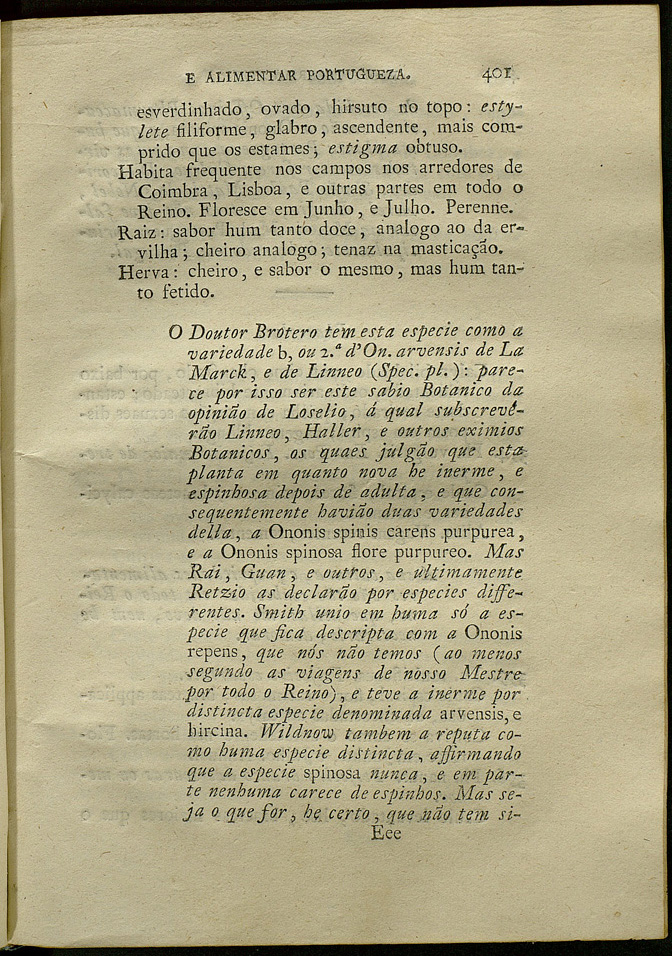 E ALIMENTAR PORTUGUEZA. 401
esverdinhado, ovado, hirsuto no topo: esty-
lete filiforme, glabro, ascendente, mais com-
prido que os estames; estigma obtuso.
Habita frequente nos campos nos arredores de
Coimbra, Lisboa, e outras partes em todo o
Reino. Floresce em Junho, e Julho. Perenne.
Raiz: sabor hum tanto doce, analogo ao da er-
vilha; cheiro analogo; tenaz na masticação.
Herva: cheiro, e sabor o mesmo, mas hum tan-
to fetido.
O Doutor Brotero tem esta especie como a
variedade b, ou 2.ª d'On. arvensis de La
Marck, e de Linneo (Spec. pl.): pare-
ce por isso ser este sabio Botanico da
opinião de Loselio, á qual subscrevê-
rão Linneo, Haller, e outros eximios
Botanicos, os quaes julgão que esta
planta em quanto nova he inerme, e
espinhosa depois de adulta, e que con-
sequentemente havião duas variedades
della, a Ononis spinis carens purpurea,
e a Ononis spinosa flore purpureo. Mas
Rai, Guan, e outros, e ultimamente
Retzio as declarão por especies diffe-
rentes. Smith unio em huma só a es-
pecie que fica descripta com a Ononis
repens, que nós não temos (ao menos
segundo as viagens de nosso Mestre
por todo o Reino), e teve a inerme por
distincta especie denominada arvensis, e
hircina. Wildnow tambem a reputa co-
mo huma especie distincta, affirmando
que a especie spinosa nunca, e em par-
te nenhuma carece de espinhos. Mas se-
ja o que for, he certo, que não tem si-
Eee